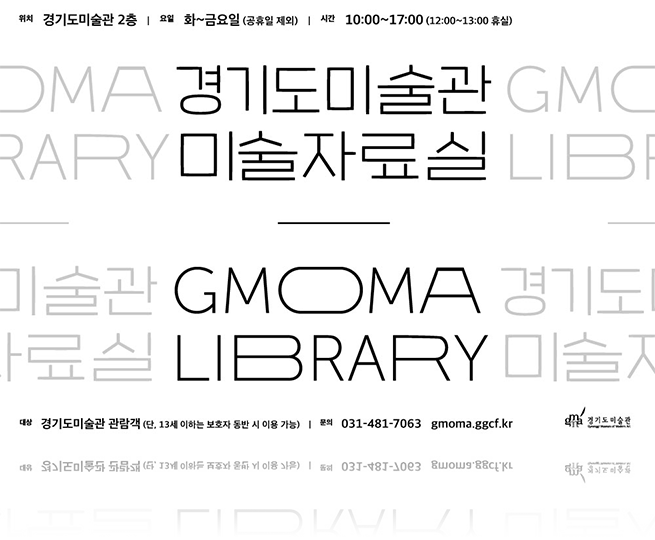 위치 경기도미술관 2층 | 요일 화~금요일 (공휴일 제외) | 시간 10:00~17:00 (12:00~13:00 휴실)
OMA 경기도미술관 GMO
RARY 미술자료실 LIBR
미술관 GMOMA 경기도
자료실 LIBRARY 미술
대상 경기도미술관 관람객 (단, 13세 이하는 보호자 동반 시 이용 가능) | 문의 031-481-7063 gmoma.ggcf.kr gma 경기도미술관